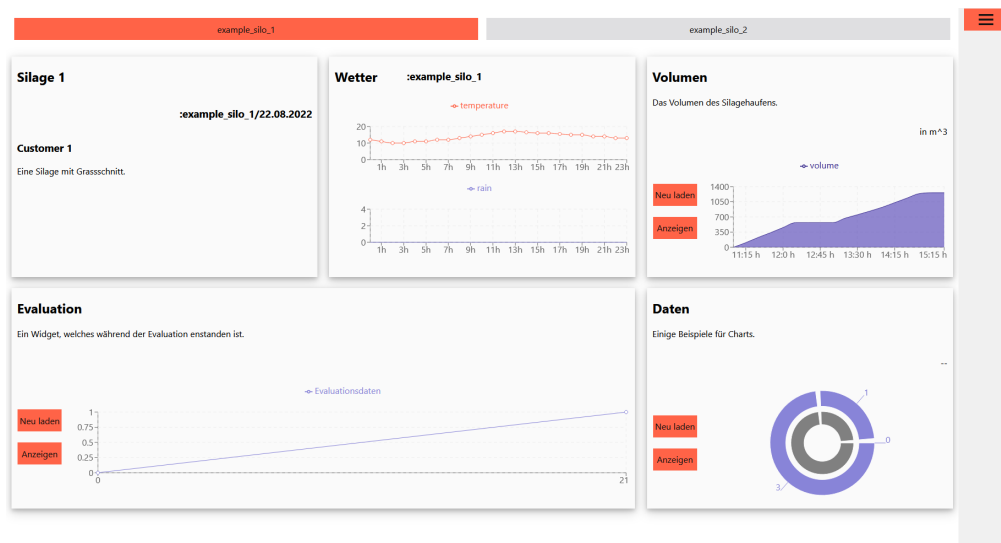 example_silo_1
example_silo_2
Silage 1
:example_silo_1/22.08.2022
Customer 1
Eine Silage mit Grassschnitt.
Wetter :example_silo_1
temperature
20
10
0
1h 3h 5h 7h 9h 11h 13h 15h 17h 19h 21h 23h
rain
4
2
0
1h 3h 5h 7h 9h 11h 13h 15h 17h 19h 21h 23h
Volumen
Das Volumen des Silagehaufens.
in m^3
volume
Neu laden
Anzeigen
1400
1050
700
350
0
11:15 h 12:0 h 12:45 h 13:30 h 14:15 h 15:15 h
Evaluation
Ein Widget, welches während der Evaluation enstanden ist.
Evaluationsdaten
Neu laden
Anzeigen
1
0.75
0.5
0.25
0
0 21
Daten
Einige Beispiele für Charts.
--
Neu laden
Anzeigen
1
0
3